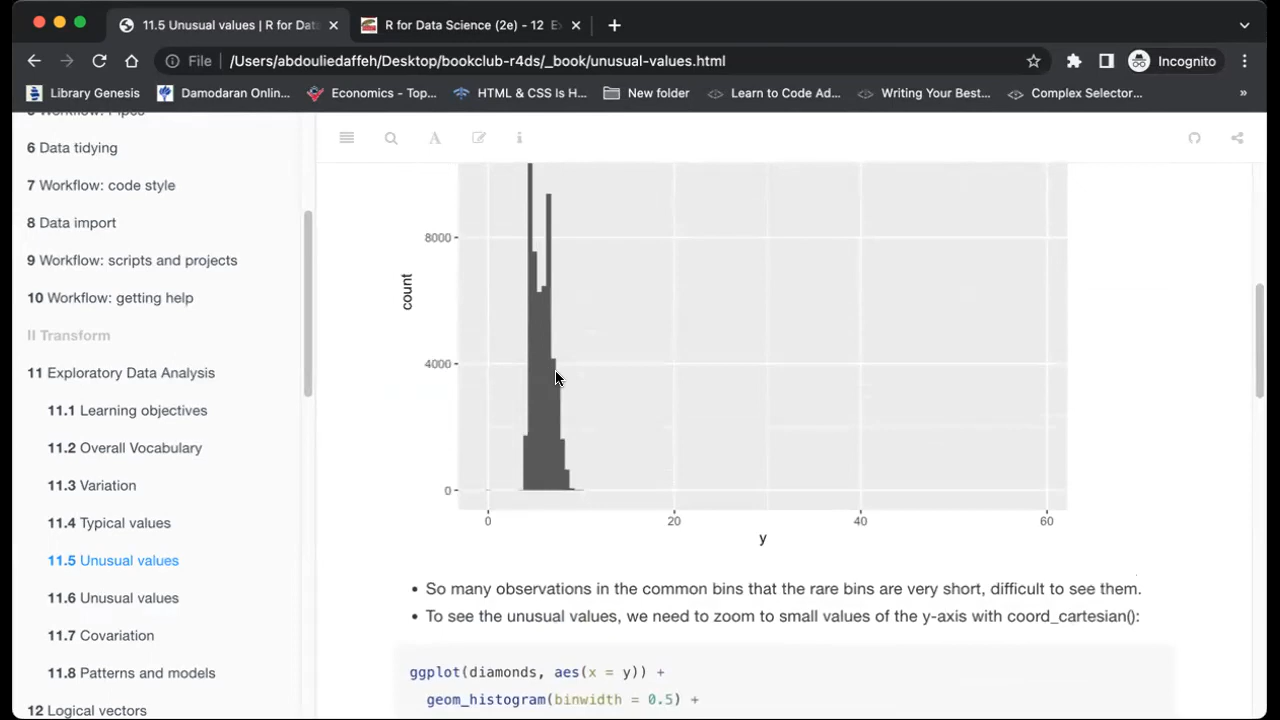 11.5 Unusual values | R for Dat
R for Data Science (2e) - 12 Ex
File /Users/abdouliedaffeh/Desktop/bookclub-r4ds/_book/unusual-values.html
Incognito
Library Genesis
Damodaran Onlin...
Economics - Top...
HTML & CSS Is H...
New folder
Learn to Code Ad...
Writing Your Best...
Complex Selector...
»
5 Workflow: Pipes
6 Data tidying
7 Workflow: code style
8 Data import
9 Workflow: scripts and projects
10 Workflow: getting help
II Transform
11 Exploratory Data Analysis
11.1 Learning objectives
11.2 Overall Vocabulary
11.3 Variation
11.4 Typical values
11.5 Unusual values
11.6 Unusual values
11.7 Covariation
11.8 Patterns and models
12 Logical vectors
8000
4000
0
count
0 20 40 60
y
• So many observations in the common bins that the rare bins are very short, difficult to see them.
• To see the unusual values, we need to zoom to small values of the y-axis with coord_cartesian():
ggplot(diamonds, aes(x = y)) +
geom_histogram(binwidth = 0.5) +